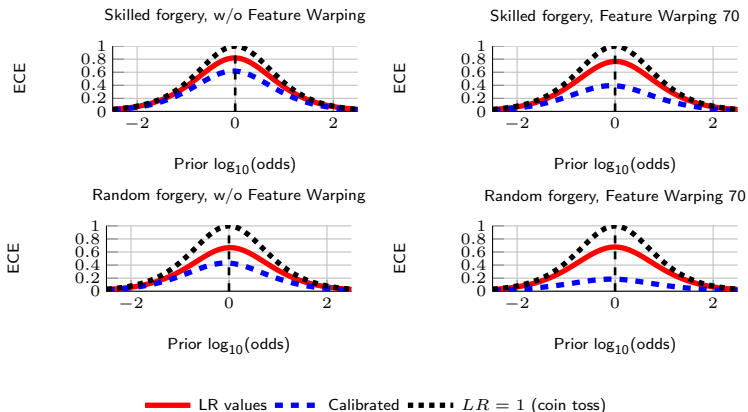 Skilled forgery, w/o Feature Warping
1
0.8
0.6
0.4
0.2
0
ECE
−2 0 2
Prior log10(odds)
Skilled forgery, Feature Warping 70
1
0.8
0.6
0.4
0.2
0
ECE
−2 0 2
Prior log10(odds)
Random forgery, w/o Feature Warping
1
0.8
0.6
0.4
0.2
0
ECE
−2 0 2
Prior log10(odds)
Random forgery, Feature Warping 70
1
0.8
0.6
0.4
0.2
0
ECE
−2 0 2
Prior log10(odds)
LR values Calibrated LR = 1 (coin toss)